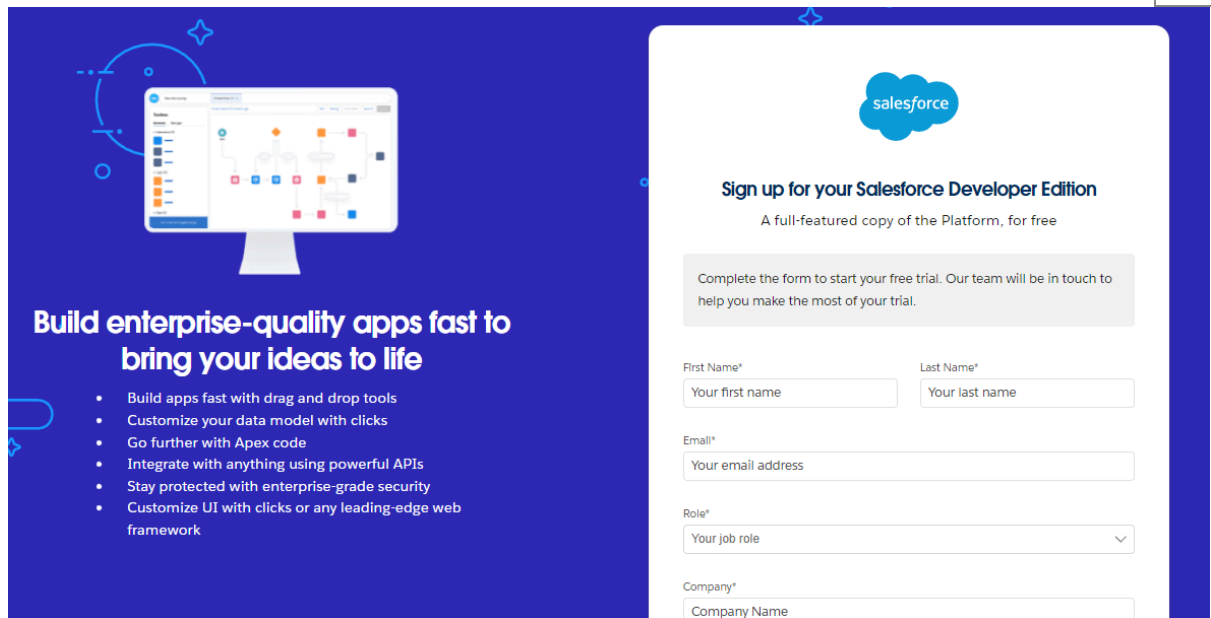 Build enterprise-quality apps fast to
bring your ideas to life
Build apps fast with drag and drop tools
Customize your data model with clicks
Go further with Apex code
Integrate with anything using powerful APIs
Stay protected with enterprise-grade security
Customize UI with clicks or any leading-edge web
framework
salesforce
Sign up for your Salesforce Developer Edition
A full-featured copy of the Platform, for free
Complete the form to start your free trial. Our team will be in touch to
help you make the most of your trial.
First Name* Last Name*
Your first name Your last name
Email*
Your email address
Role*
Your job role
Company*
Company Name